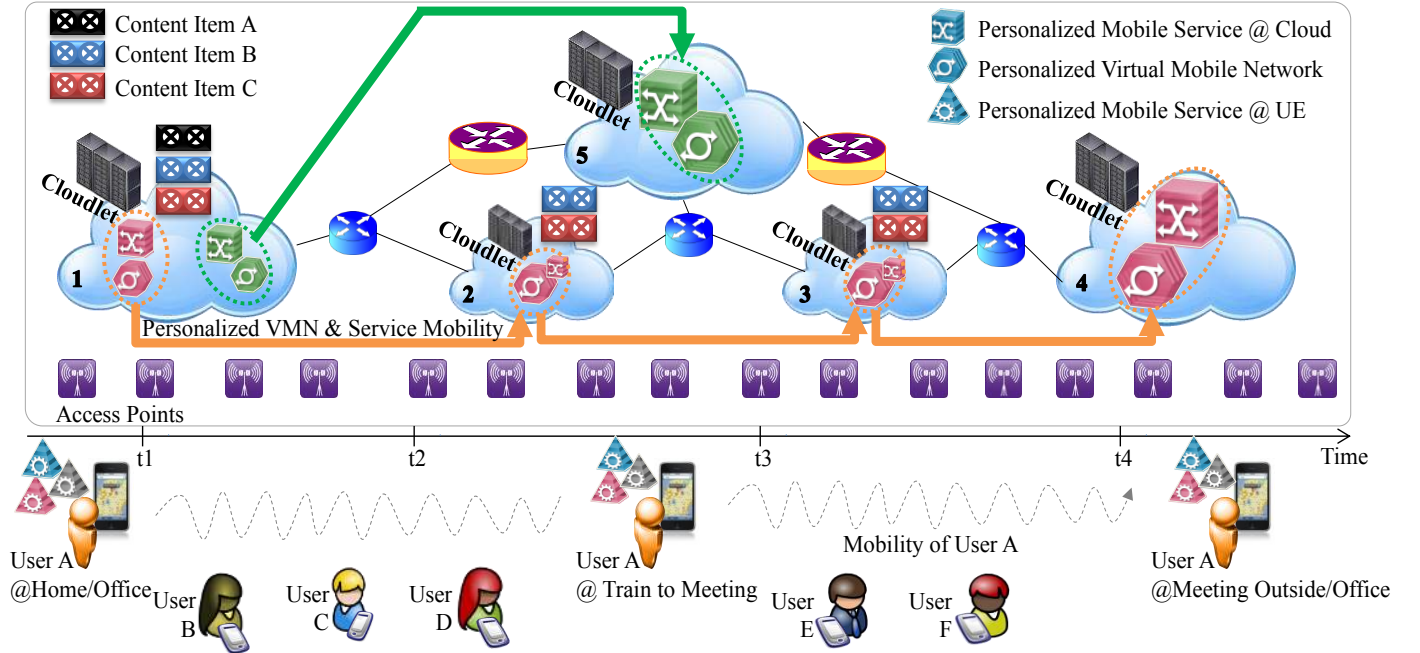 Content Item A
Content Item B
Content Item C
Personalized Mobile Service @ Cloud
Personalized Virtual Mobile Network
Personalized Mobile Service @ UE
Cloudlet
Cloudlet
Cloudlet
Cloudlet
Cloudlet
1
2
3
4
5
Personalized VMN & Service Mobility
Access Points
t1
t2
t3
t4
Time
User A
@Home/Office
User
B
User
C
User
D
User A
@ Train to Meeting
Mobility of User A
User
E
User
F
User A
@Meeting Outside/Office